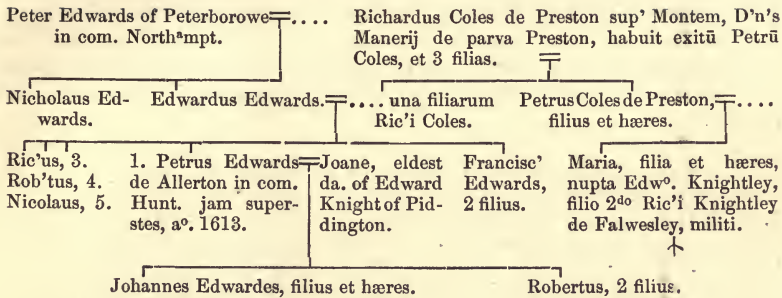 Peter Edwards of Peterborowe....
in com. Northᵃmpt.
Richardus Coles de Preston sup' Montem, D'n's
Manerij de parva Preston, habuit exitū Petrū
Coles, et 3 filias.
Nicholaus Ed-
wards.
Edwardus Edwards.
.... una filiarum
Ric'i Coles.
Petrus Coles de Preston,
filius et hæres.
....
Ric'us, 3.
Rob'tus, 4.
Nicolaus, 5.
1. Petrus Edwards
de Allerton in com.
Hunt. jam super-
stes, aᵒ. 1613.
Joane, eldest
da. of Edward
Knight of Pid-
dington.
Francisc'
Edwards,
2 filius.
Maria, filia et hæres,
nupta Edwᵒ. Knightley,
filio 2ᵈᵒ Ric'i Knightley
de Falwesley, militi.
Johannes Edwardes, filius et hæres.
Robertus, 2 filius.